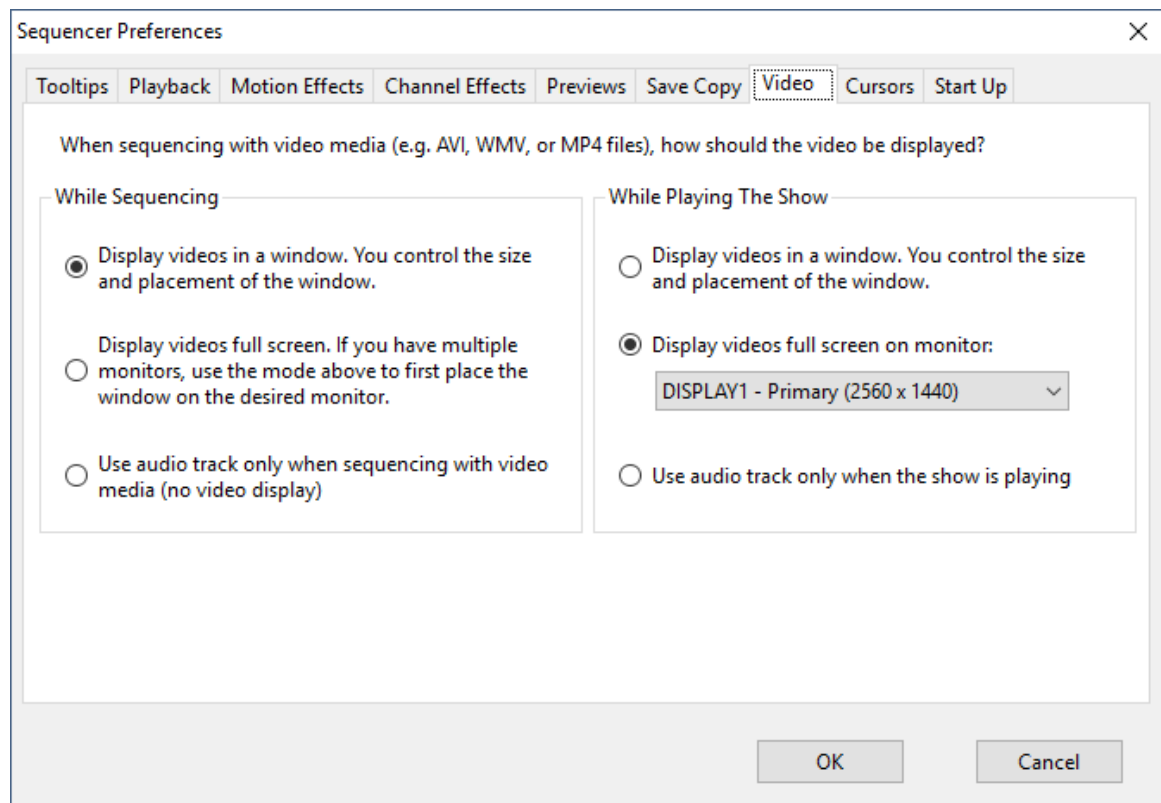 Sequencer Preferences
Tooltips Playback Motion Effects Channel Effects Previews Save Copy Video Cursors Start Up
When sequencing with video media (e.g. AVI, WMV, or MP4 files), how should the video be displayed?
While Sequencing
Display videos in a window. You control the size
and placement of the window.
Display videos full screen. If you have multiple
monitors, use the mode above to first place the
window on the desired monitor.
Use audio track only when sequencing with video
media (no video display)
While Playing The Show
Display videos in a window. You control the size
and placement of the window.
Display videos full screen on monitor:
DISPLAY1 - Primary (2560 x 1440)
Use audio track only when the show is playing
OK Cancel